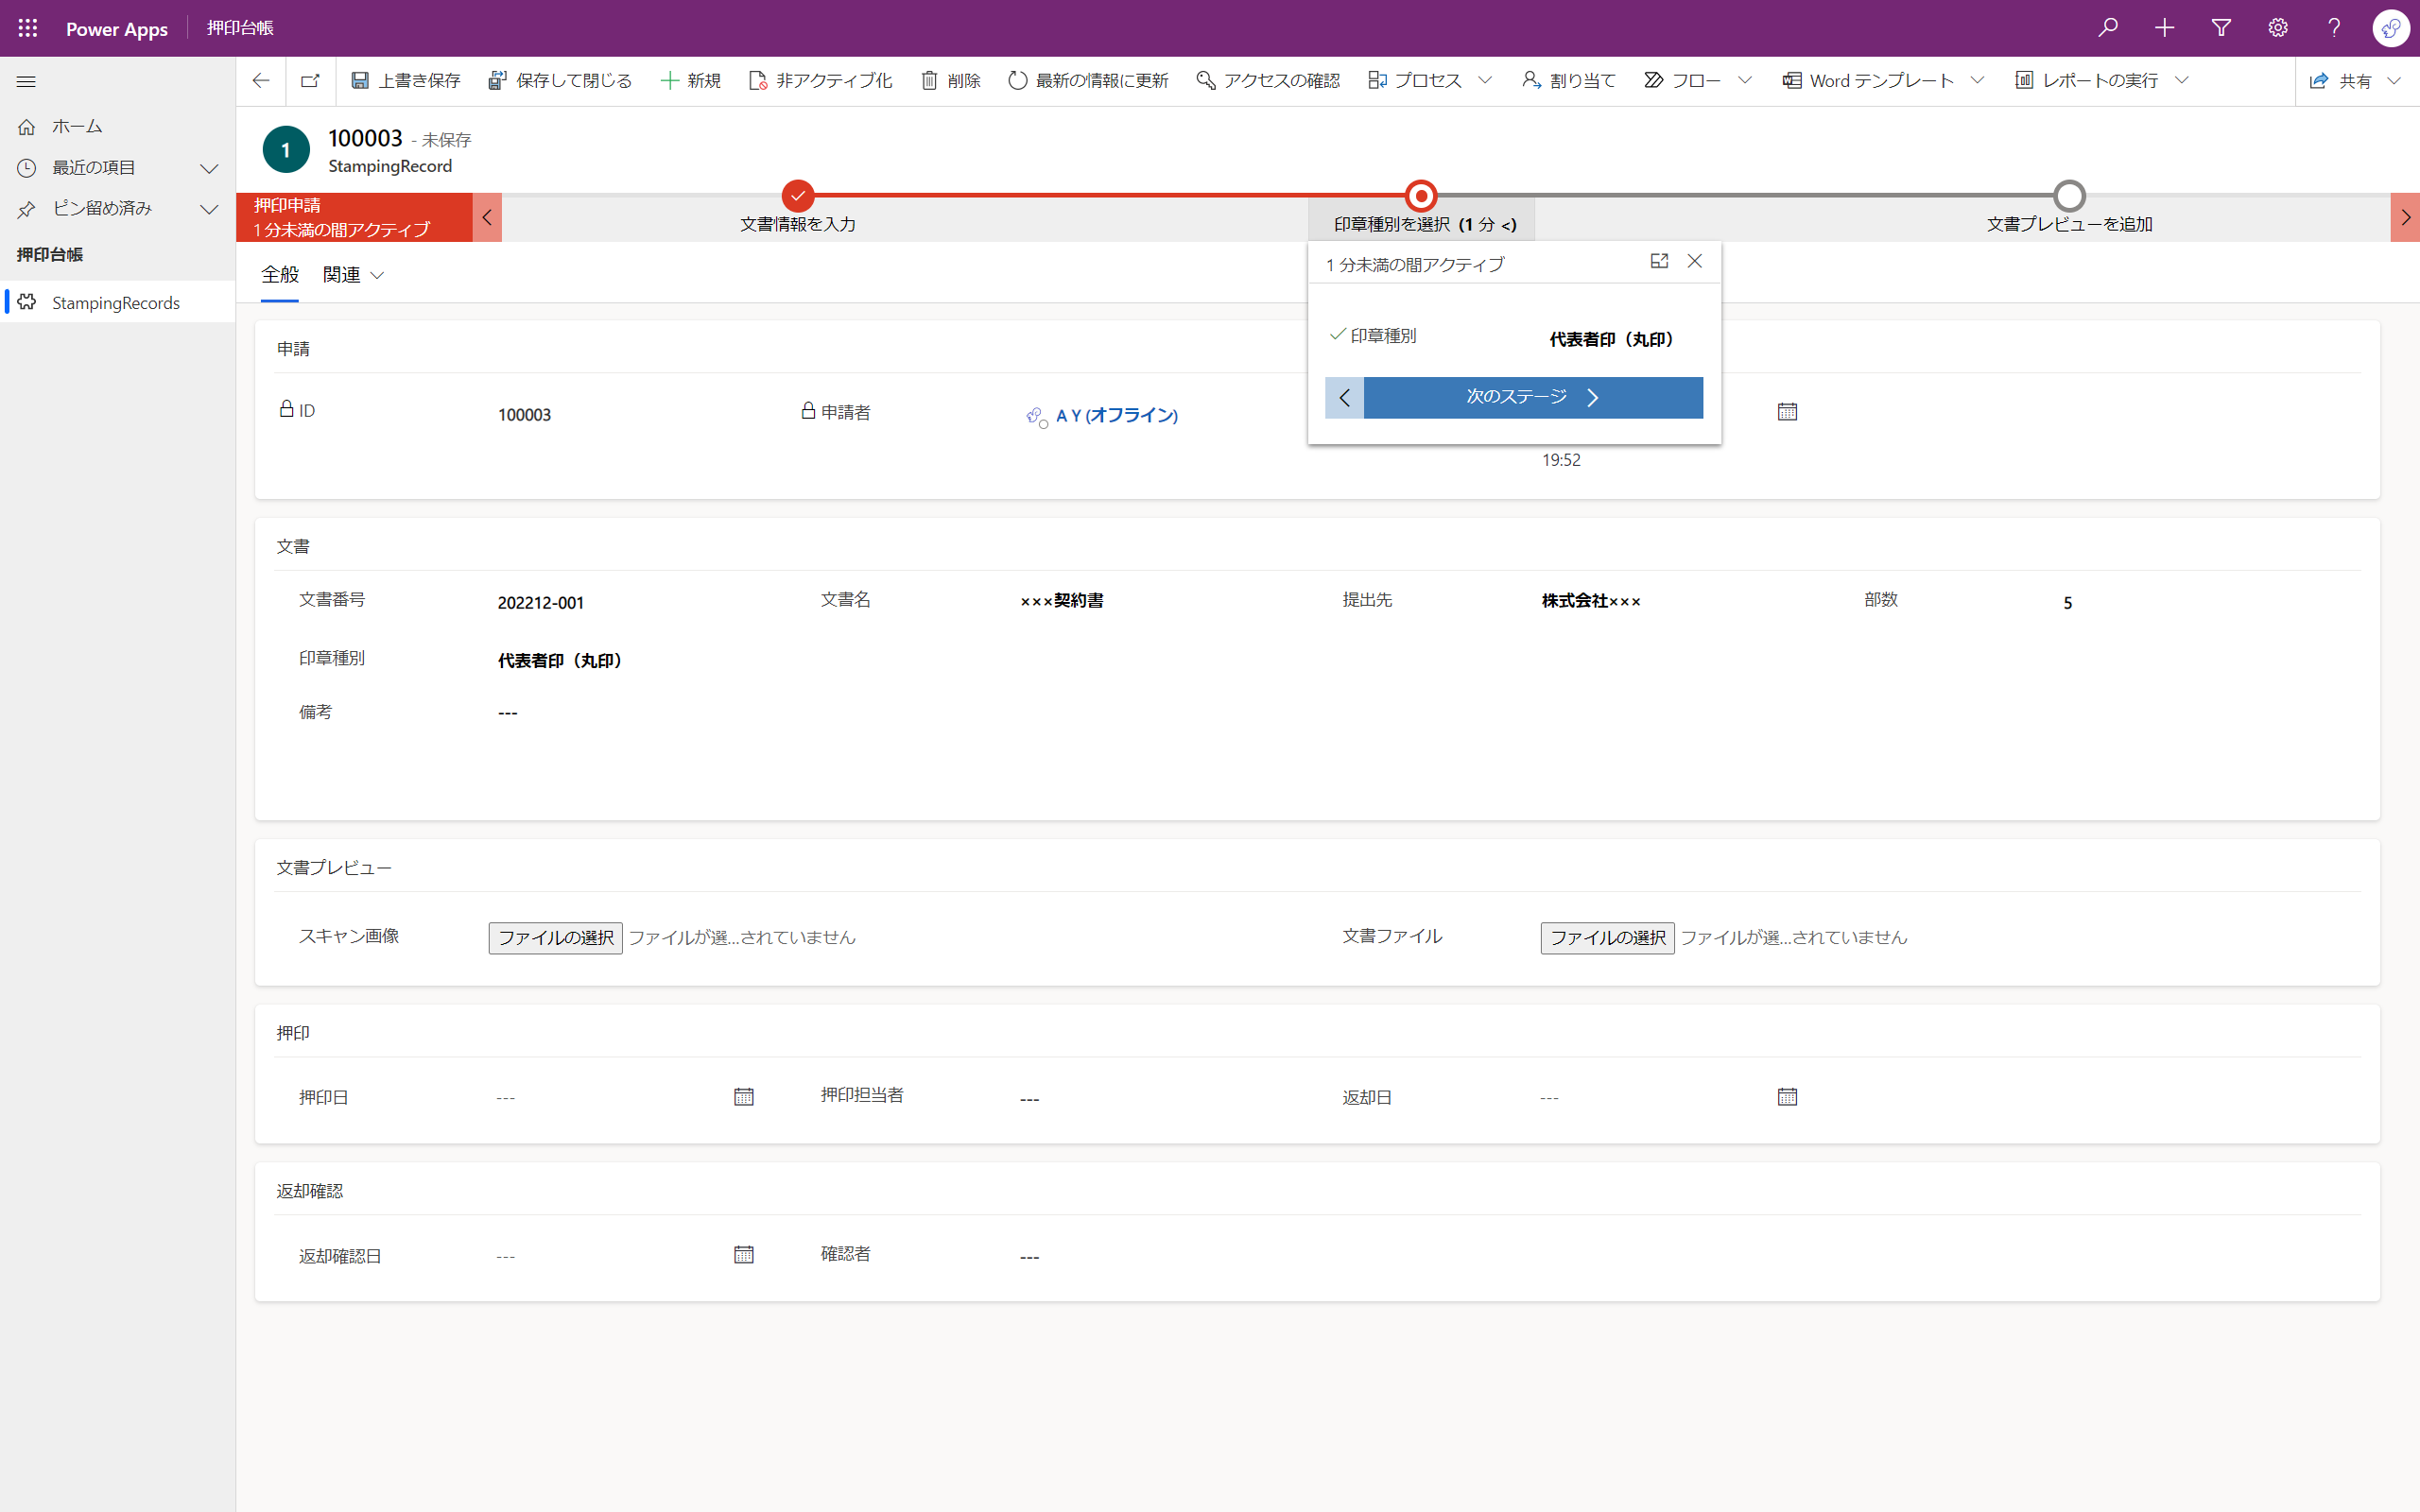 Power Apps
押印台帳
上書き保存
保存して閉じる
新規
非アクティブ化
削除
最新の情報に更新
アクセスの確認
プロセス
割り当て
フロー
Word テンプレート
レポートの実行
共有
ホーム
最近の項目
ピン留め済み
押印台帳
StampingRecords
1
100003 - 未保存
StampingRecord
押印申請
1 分未満の間アクティブ
文書情報を入力
印章種別を選択 (1 分 <)
文書プレビューを追加
全般
関連
1 分未満の間アクティブ
印章種別
代表者印（丸印）
次のステージ
申請
ID
100003
申請者
A Y (オフライン)
19:52
文書
文書番号
202212-001
文書名
×××契約書
提出先
株式会社×××
部数
5
印章種別
代表者印（丸印）
備考
---
文書プレビュー
スキャン画像
ファイルの選択 ファイルが選...されていません
文書ファイル
ファイルの選択 ファイルが選...されていません
押印
押印日
---
押印担当者
---
返却日
---
返却確認
返却確認日
---
確認者
---